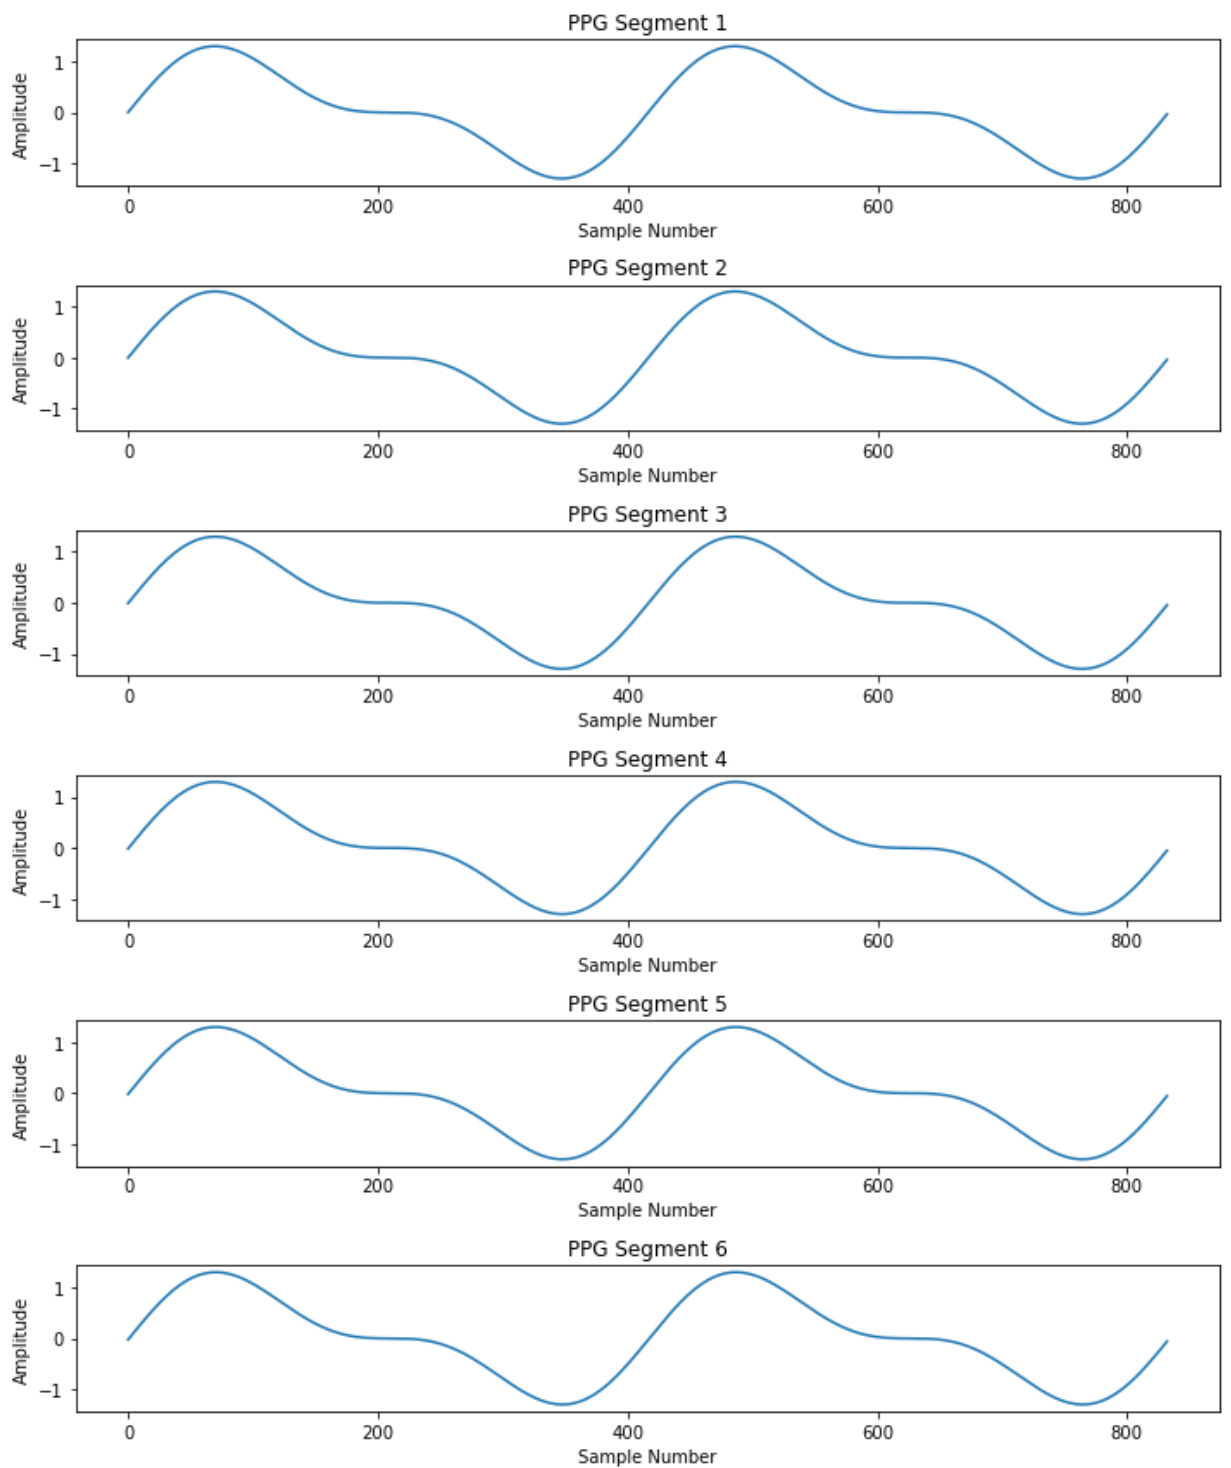 PPG Segment 1
Amplitude
1
0
−1
0 200 400 600 800
Sample Number
PPG Segment 2
Amplitude
1
0
−1
0 200 400 600 800
Sample Number
PPG Segment 3
Amplitude
1
0
−1
0 200 400 600 800
Sample Number
PPG Segment 4
Amplitude
1
0
−1
0 200 400 600 800
Sample Number
PPG Segment 5
Amplitude
1
0
−1
0 200 400 600 800
Sample Number
PPG Segment 6
Amplitude
1
0
−1
0 200 400 600 800
Sample Number